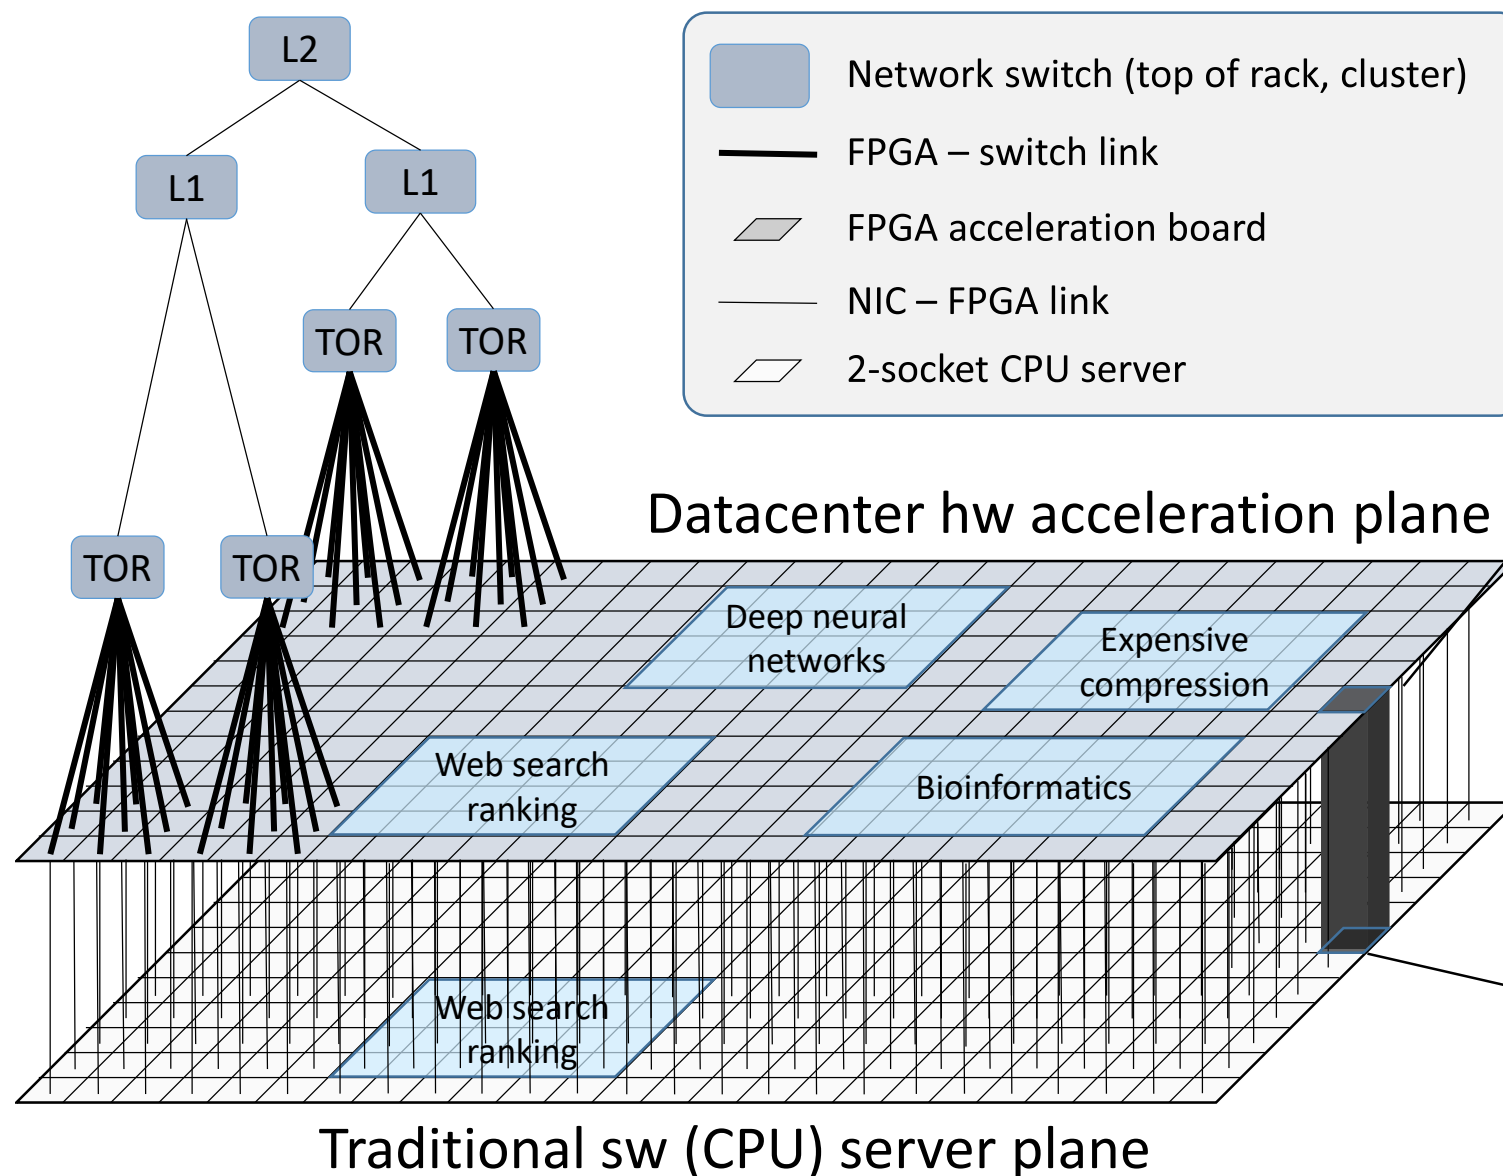 L2
L1
L1
TOR
TOR
TOR
TOR
Network switch (top of rack, cluster)
FPGA – switch link
FPGA acceleration board
NIC – FPGA link
2-socket CPU server
Datacenter hw acceleration plane
Deep neural
networks
Expensive
compression
Web search
ranking
Bioinformatics
Web search
ranking
Traditional sw (CPU) server plane